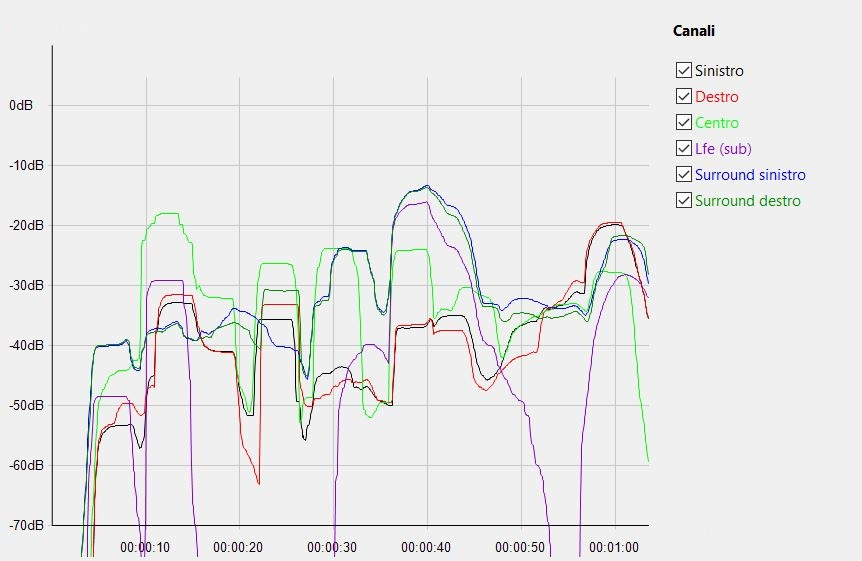 Canali
Sinistro
Destro
Centro
Lfe (sub)
Surround sinistro
Surround destro
0dB
-10dB
-20dB
-30dB
-40dB
-50dB
-60dB
-70dB
00:00:10 00:00:20 00:00:30 00:00:40 00:00:50 00:01:00